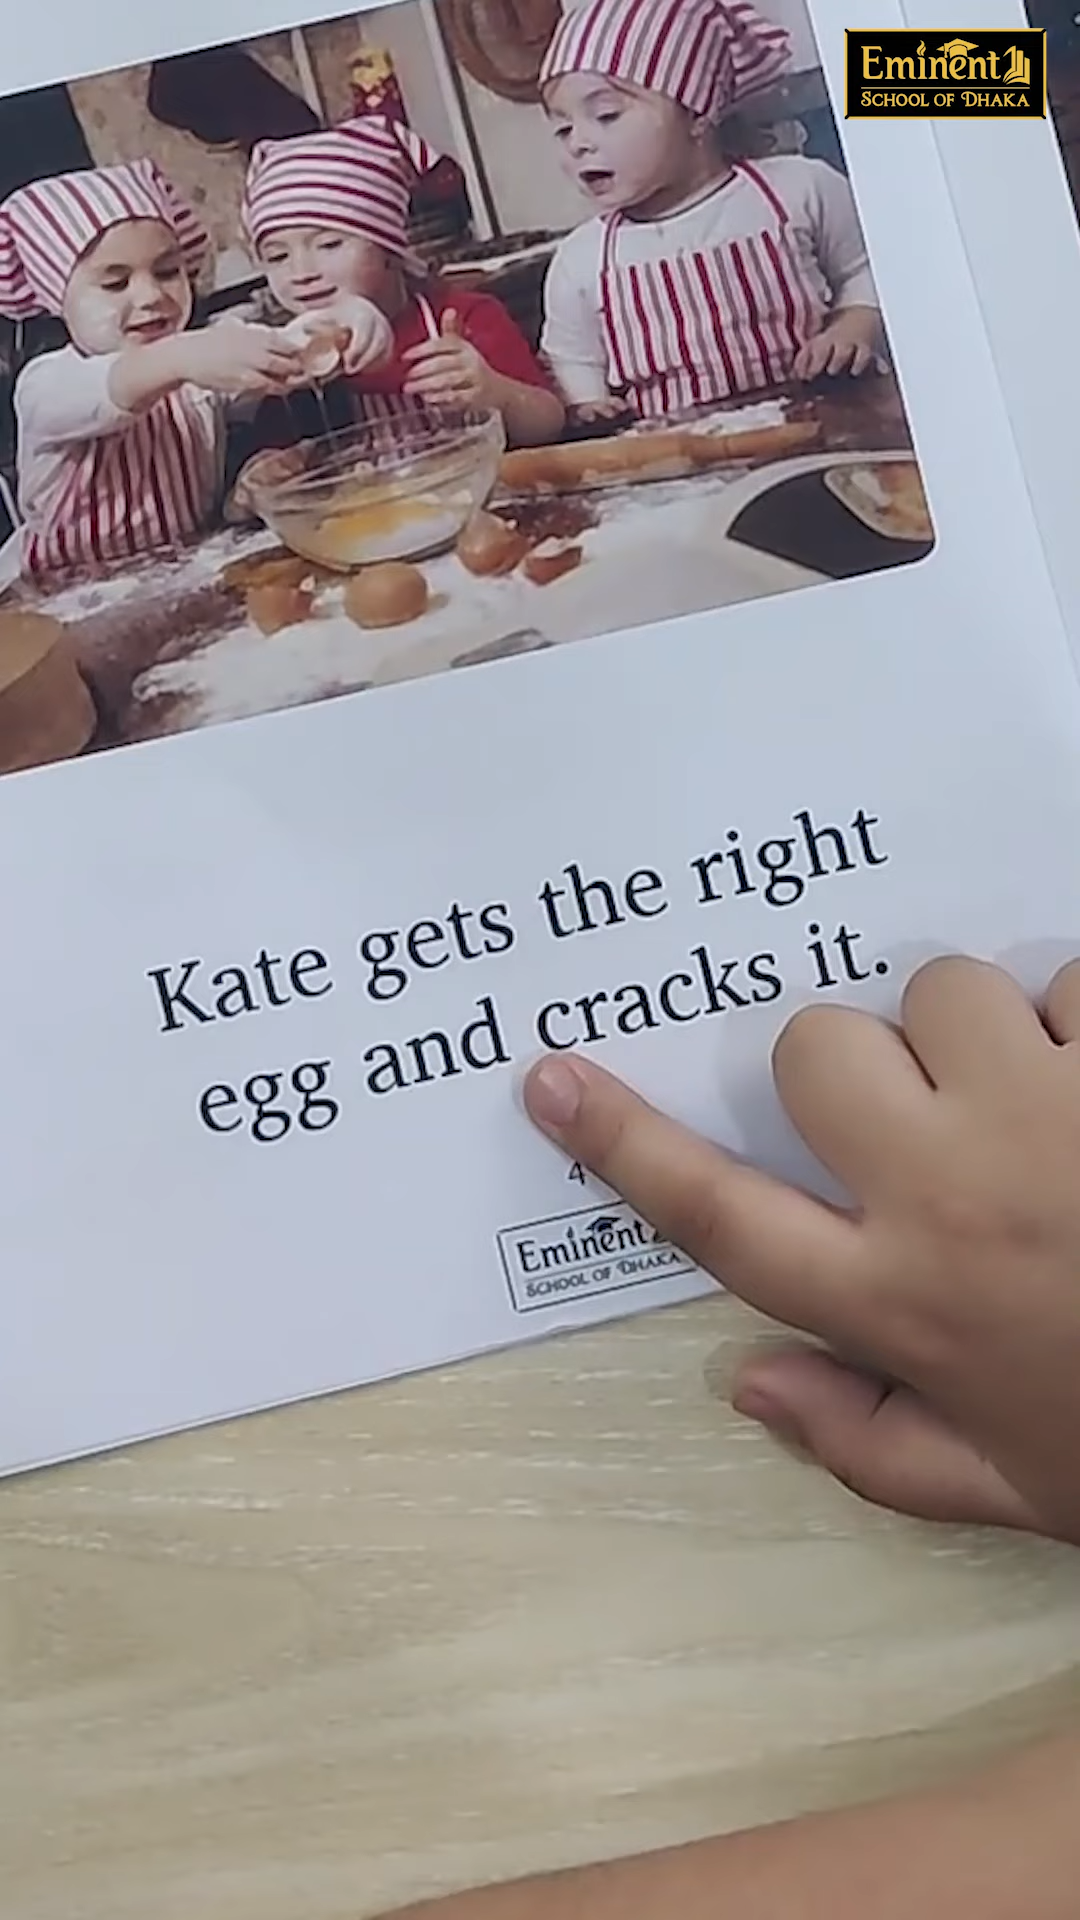 Eminent
SCHOOL OF DHAKA
Kate gets the right
egg and cracks it.
4
Eminent
SCHOOL OF DHAKA